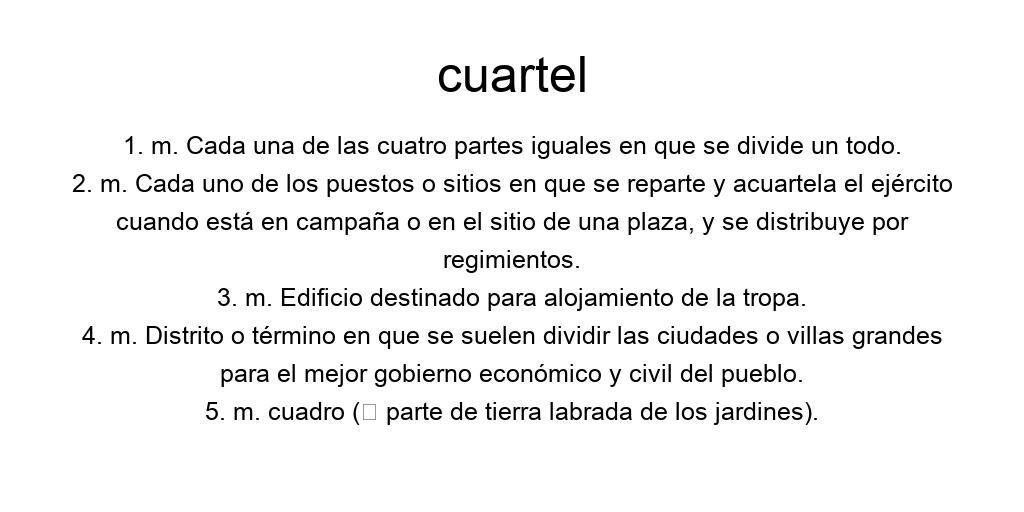 cuartel
1. m. Cada una de las cuatro partes iguales en que se divide un todo.
2. m. Cada uno de los puestos o sitios en que se reparte y acuartela el ejército
cuando está en campaña o en el sitio de una plaza, y se distribuye por
regimientos.
3. m. Edificio destinado para alojamiento de la tropa.
4. m. Distrito o término en que se suelen dividir las ciudades o villas grandes
para el mejor gobierno económico y civil del pueblo.
5. m. cuadro (□ parte de tierra labrada de los jardines).